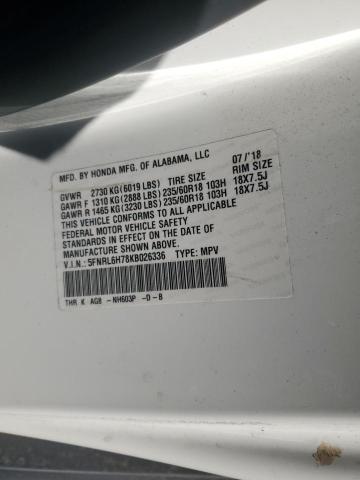 MFD. BY HONDA MFG. OF ALABAMA, LLC 07/'18
GVWR 2730 KG(6019 LBS) TIRE SIZE RIM SIZE
GAWR F 1310 KG(2888 LBS) 235/60R18 103H 18X7.5J
GAWR R 1465 KG(3230 LBS) 235/60R18 103H 18X7.5J
THIS VEHICLE CONFORMS TO ALL APPLICABLE
FEDERAL MOTOR VEHICLE SAFETY
STANDARDS IN EFFECT ON THE DATE OF
MANUFACTURE SHOWN ABOVE.
V.I.N.: 5FNRL6H78KB026336 TYPE: MPV
THR K AG8 -NH603P -D-B